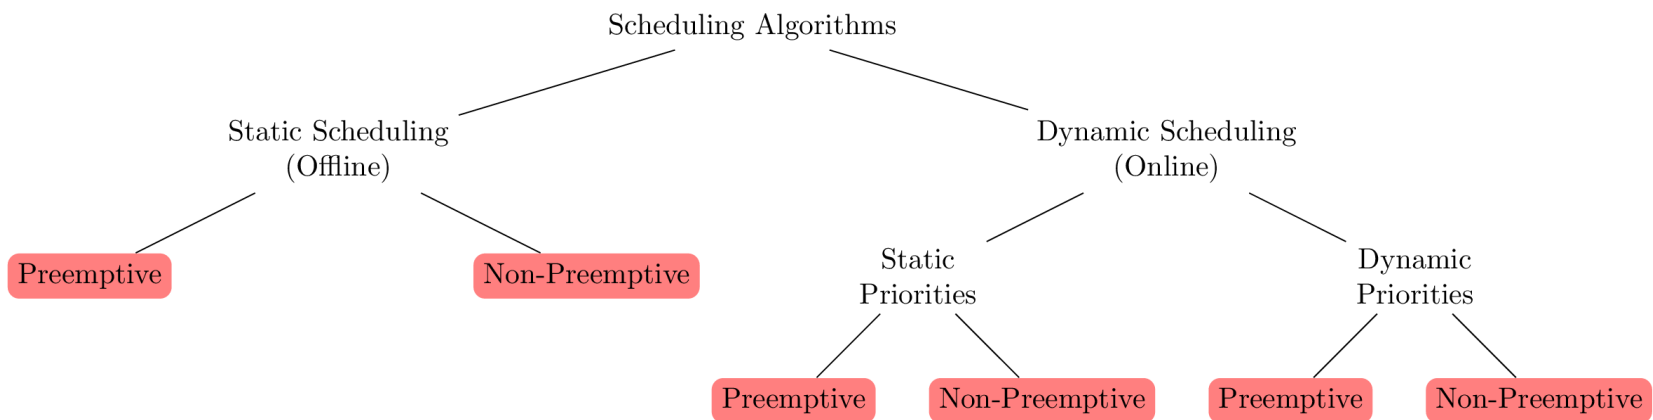 Scheduling Algorithms
Static Scheduling
(Offline)
Dynamic Scheduling
(Online)
Preemptive
Non-Preemptive
Static
Priorities
Dynamic
Priorities
Preemptive
Non-Preemptive
Preemptive
Non-Preemptive